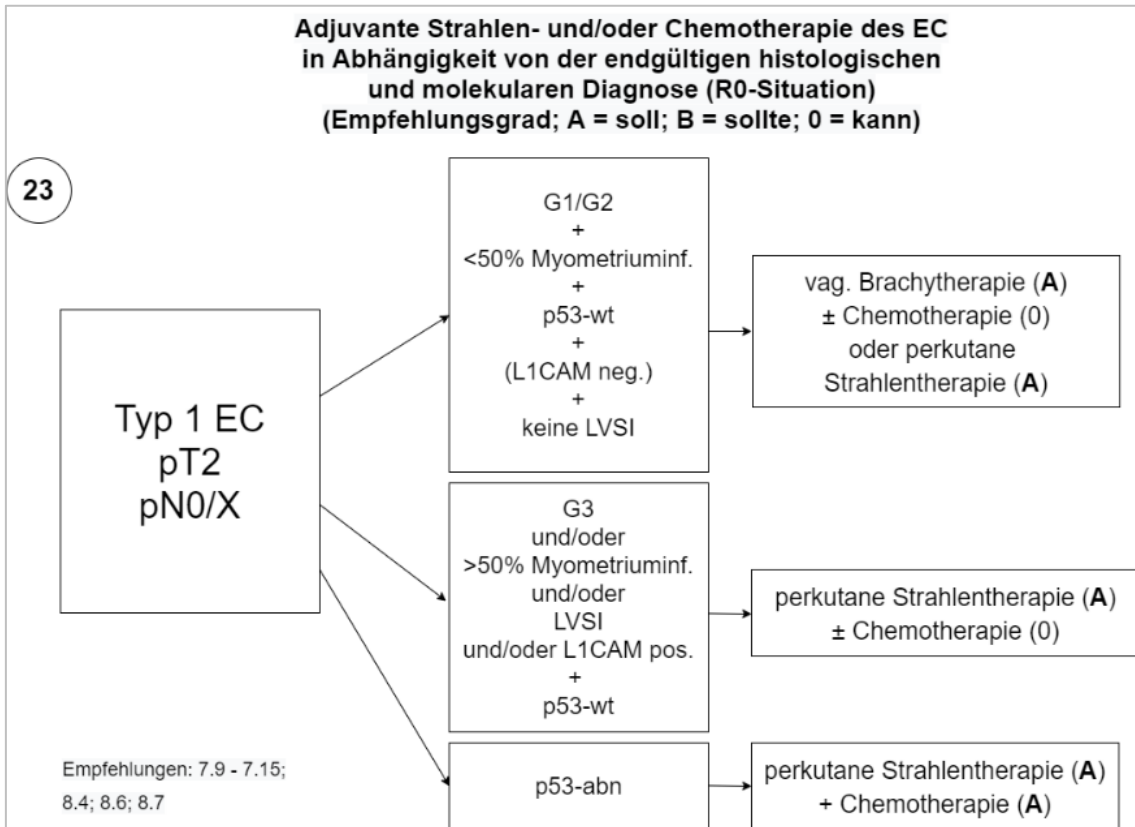 Adjuvante Strahlen- und/oder Chemotherapie des EC
in Abhängigkeit von der endgültigen histologischen
und molekularen Diagnose (R0-Situation)
(Empfehlungsgrad; A = soll; B = sollte; 0 = kann)
23
Typ 1 EC
pT2
pN0/X
G1/G2
+
<50% Myometriuminf.
+
p53-wt
+
(L1CAM neg.)
+
keine LVSI
vag. Brachytherapie (A)
± Chemotherapie (0)
oder perkutane
Strahlentherapie (A)
G3
und/oder
>50% Myometriuminf.
und/oder
LVSI
und/oder L1CAM pos.
+
p53-wt
perkutane Strahlentherapie (A)
± Chemotherapie (0)
p53-abn
perkutane Strahlentherapie (A)
+ Chemotherapie (A)
Empfehlungen: 7.9 - 7.15;
8.4; 8.6; 8.7